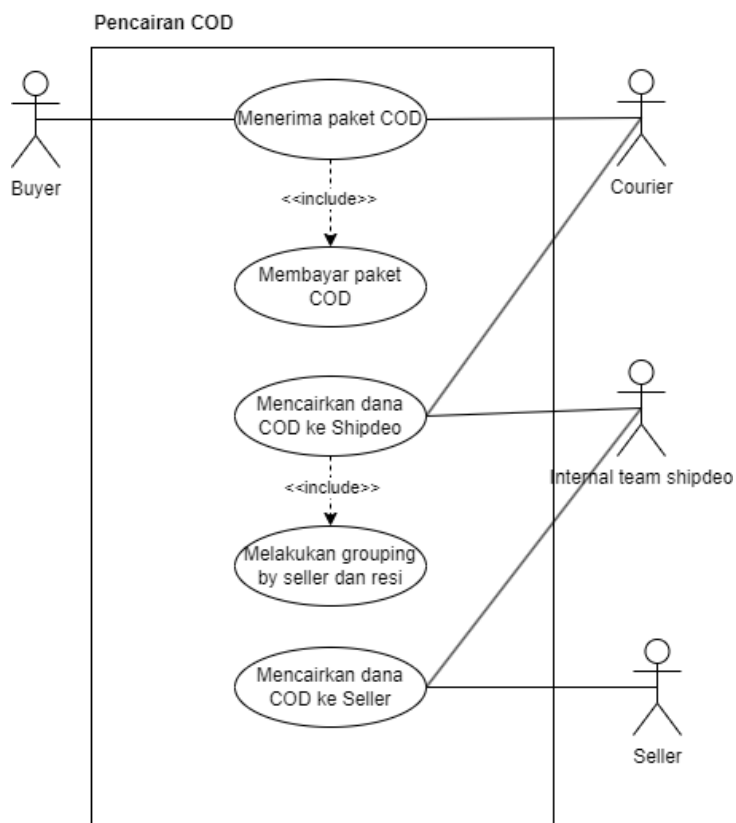 Pencairan COD
Menerima paket COD
Buyer
Courier
<<include>>
Membayar paket
COD
Mencairkan dana
COD ke Shipdeo
Internal team shipdeo
<<include>>
Melakukan grouping
by seller dan resi
Mencairkan dana
COD ke Seller
Seller